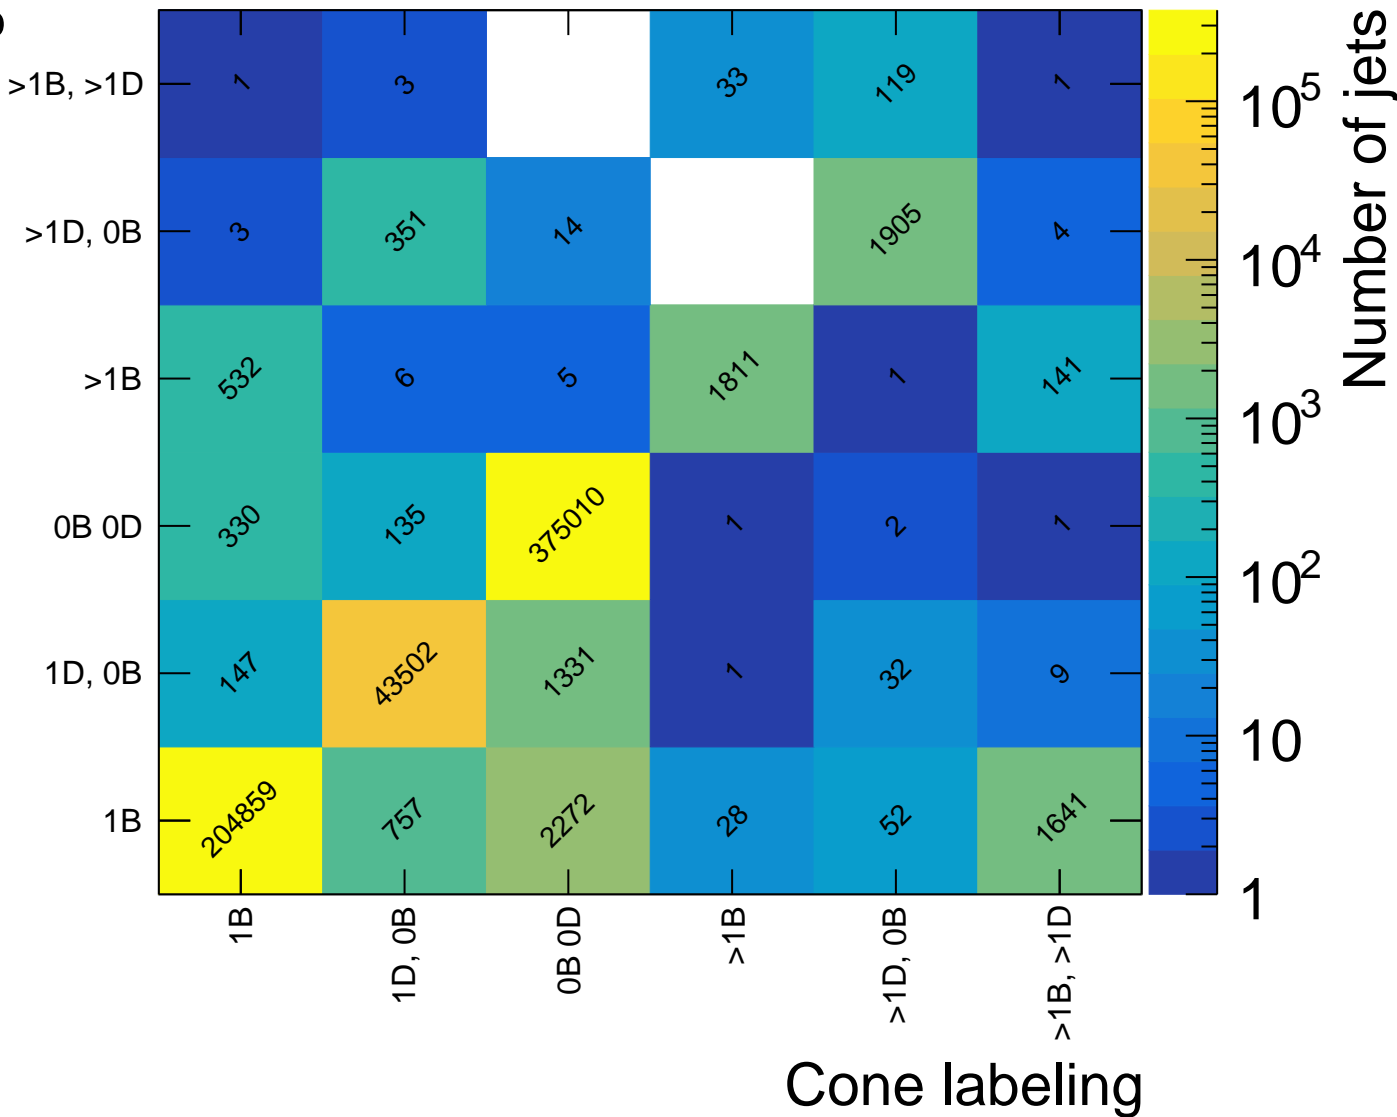 >1B, >1D 1 3 33 119 1
>1D, 0B 3 351 14 1905 4
>1B 532 6 5 1811 1 141
0B 0D 330 135 375010 1 2 1
1D, 0B 147 43502 1331 1 32 9
1B 204859 757 2272 28 52 1641
1B 1D, 0B 0B 0D >1B >1D, 0B >1B, >1D
Cone labeling
10⁵
10⁴
10³
10²
10
1
Number of jets